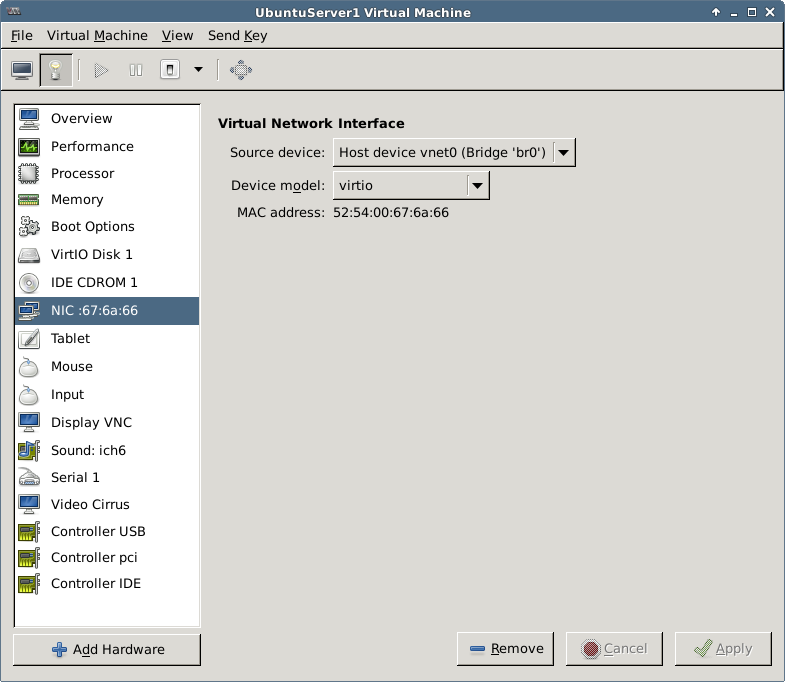 UbuntuServer1 Virtual Machine
File Virtual Machine View Send Key
Overview
Performance
Processor
Memory
Boot Options
VirtIO Disk 1
IDE CDROM 1
NIC :67:6a:66
Tablet
Mouse
Input
Display VNC
Sound: ich6
Serial 1
Video Cirrus
Controller USB
Controller pci
Controller IDE
Add Hardware
Virtual Network Interface
Source device: Host device vnet0 (Bridge 'br0')
Device model: virtio
MAC address: 52:54:00:67:6a:66
Remove Cancel Apply